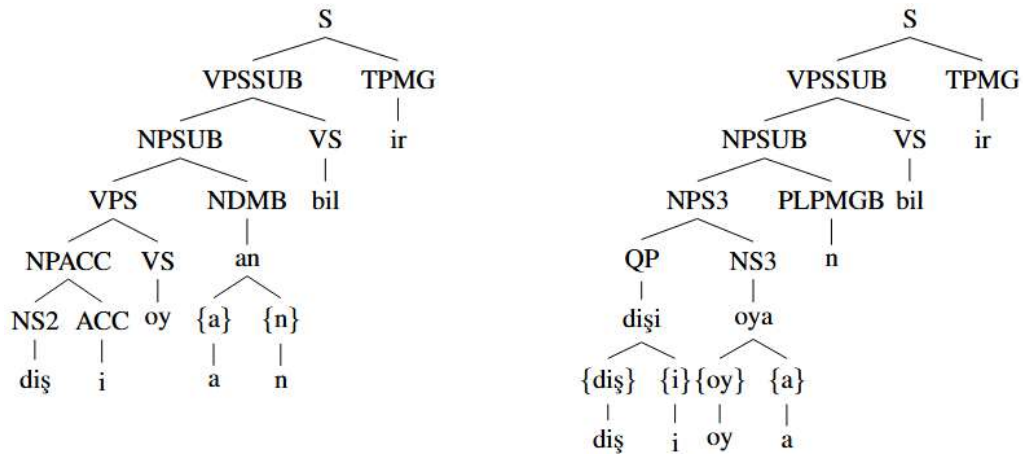 S S
VPSSUB TPMG VPSSUB TPMG
NPSUB VS ir NPSUB VS ir
VPS NDMB bil NPS3 PLPMGB bil
NPACC VS an QP NS3 n
NS2 ACC oy {a} {n} dişi oya
diş i a n {diş} {i} {oy} {a}
diş i oy a